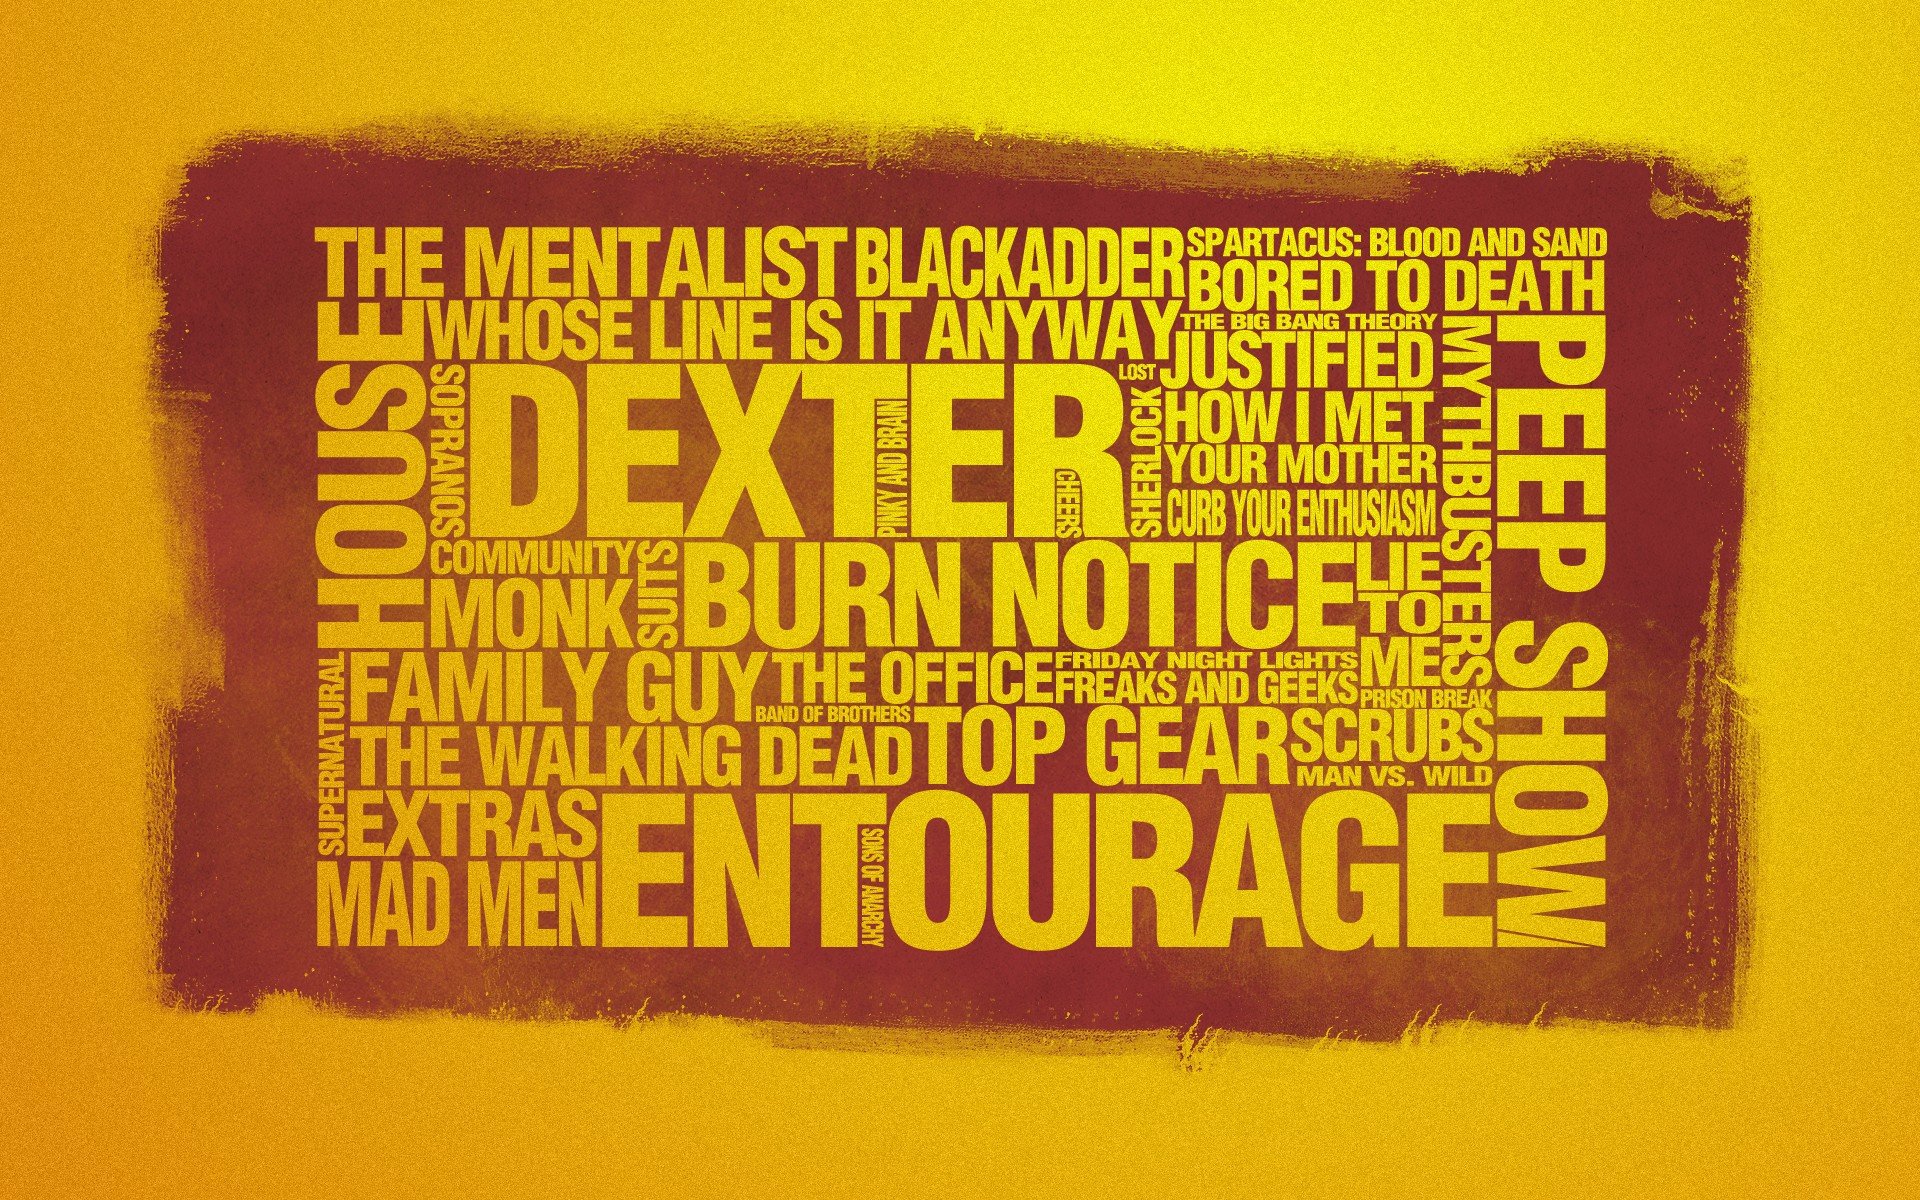 THE MENTALIST
BLACKADDER
SPARTACUS: BLOOD AND SAND
BORED TO DEATH
HOUSE
WHOSE LINE IS IT ANYWAY
THE BIG BANG THEORY
MYTHBUSTERS
PEEP SHOW
SOPRANOS
DEXTER
PINKY AND BRAIN
CHEERS
LOST
SHERLOCK
JUSTIFIED
HOW I MET
YOUR MOTHER
CURB YOUR ENTHUSIASM
COMMUNITY
MONK
SUITS
BURN NOTICE
LIE
TO
ME
SUPERNATURAL
FAMILY GUY
THE OFFICE
FRIDAY NIGHT LIGHTS
FREAKS AND GEEKS
PRISON BREAK
BAND OF BROTHERS
THE WALKING DEAD
TOP GEAR
SCRUBS
MAN VS. WILD
EXTRAS
MAD MEN
ENTOURAGE
SONS OF ANARCHY